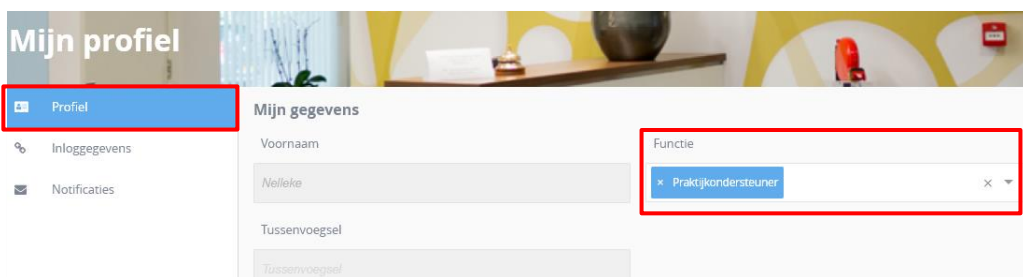 Mijn profiel
Profiel
Inloggegevens
Notificaties
Mijn gegevens
Voornaam
Nelleke
Tussenvoegsel
Tussenvoegsel
Functie
× Praktijkondersteuner ×